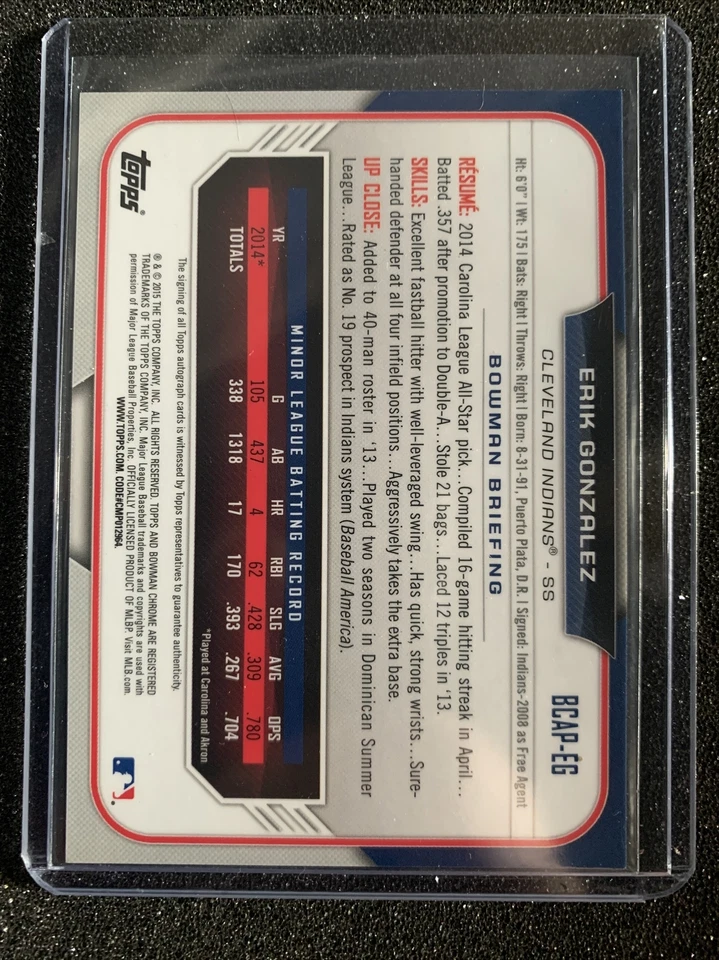 ERIK GONZALEZ
BCAP-EG
CLEVELAND INDIANS® - SS
Ht: 6'0" | Wt: 175 | Bats: Right | Throws: Right | Born: 8-31-91, Puerto Plata, D.R. | Signed: Indians-2008 as Free Agent
BOWMAN BRIEFING
RÉSUMÉ: 2014 Carolina League All-Star pick...Compiled 16-game hitting streak in April...
Batted .357 after promotion to Double-A...Stole 21 bags...Laced 12 triples in '13.
SKILLS: Excellent fastball hitter with well-leveraged swing...Has quick, strong wrists...Sure-
handed defender at all four infield positions...Aggressively takes the extra base.
UP CLOSE: Added to 40-man roster in '13...Played two seasons in Dominican Summer
League...Rated as No. 19 prospect in Indians system (Baseball America).
MINOR LEAGUE BATTING RECORD
YR G AB HR RBI SLG AVG OPS
2014* 105 437 4 62 .428 .309 .780
TOTALS 338 1318 17 170 .393 .267 .704
*Played at Carolina and Akron
The signing of all Topps autograph cards is witnessed by Topps representatives to guarantee authenticity.
® & © 2015 THE TOPPS COMPANY, INC. ALL RIGHTS RESERVED. TOPPS AND BOWMAN CHROME ARE REGISTERED
TRADEMARKS OF THE TOPPS COMPANY, INC. Major League Baseball trademarks and copyrights are used with
permission of Major League Baseball Properties, Inc. OFFICIALLY LICENSED PRODUCT OF MLBP. Visit MLB.com.
WWW.TOPPS.COM. CODE#CMP012964.
topps®